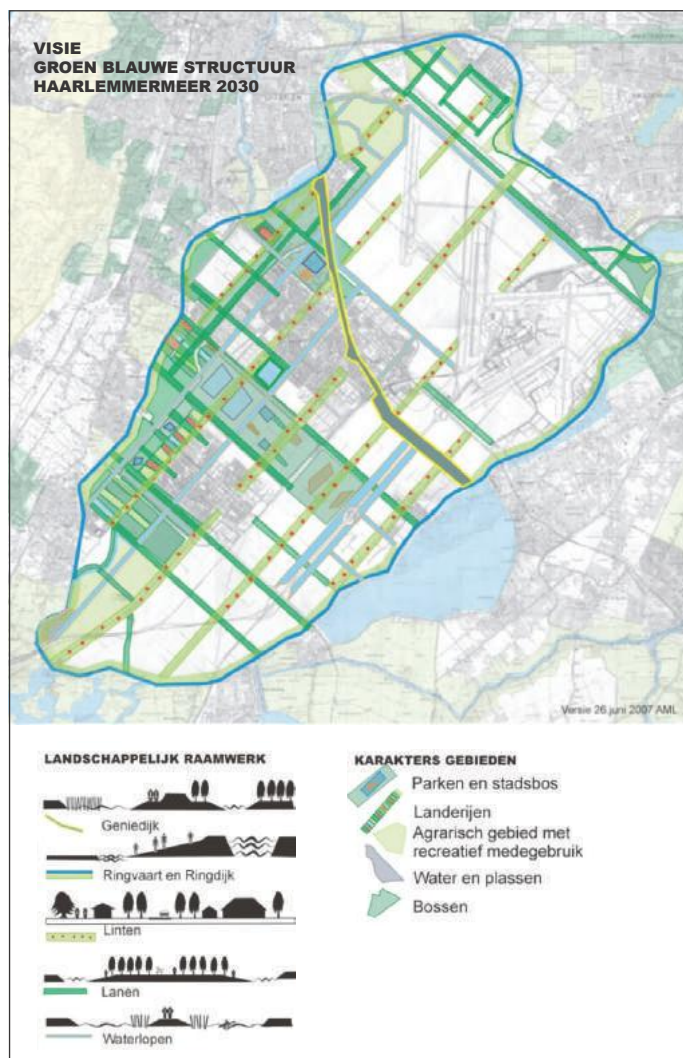 VISIE
GROEN BLAUWE STRUCTUUR
HAARLEMMERMEER 2030
Versie 26 juni 2007 AML
LANDSCHAPPELIJK RAAMWERK
Geniedijk
Ringvaart en Ringdijk
Linten
Lanen
Waterlopen
KARAKTERS GEBIEDEN
Parken en stadsbos
Landerijen
Agrarisch gebied met
recreatief medegebruik
Water en plassen
Bossen